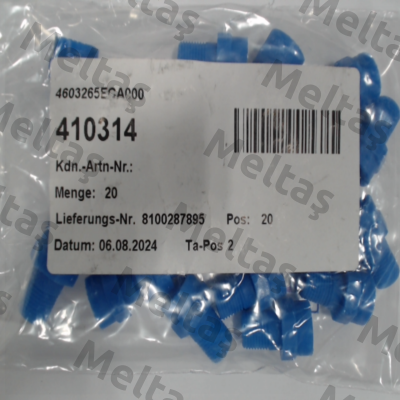 4603265EGA000
410314
Kdn.-Artn-Nr.:
Menge: 20
Lieferungs-Nr. 8100287895 Pos: 20
Datum: 06.08.2024 Ta-Pos 2
Meltaş